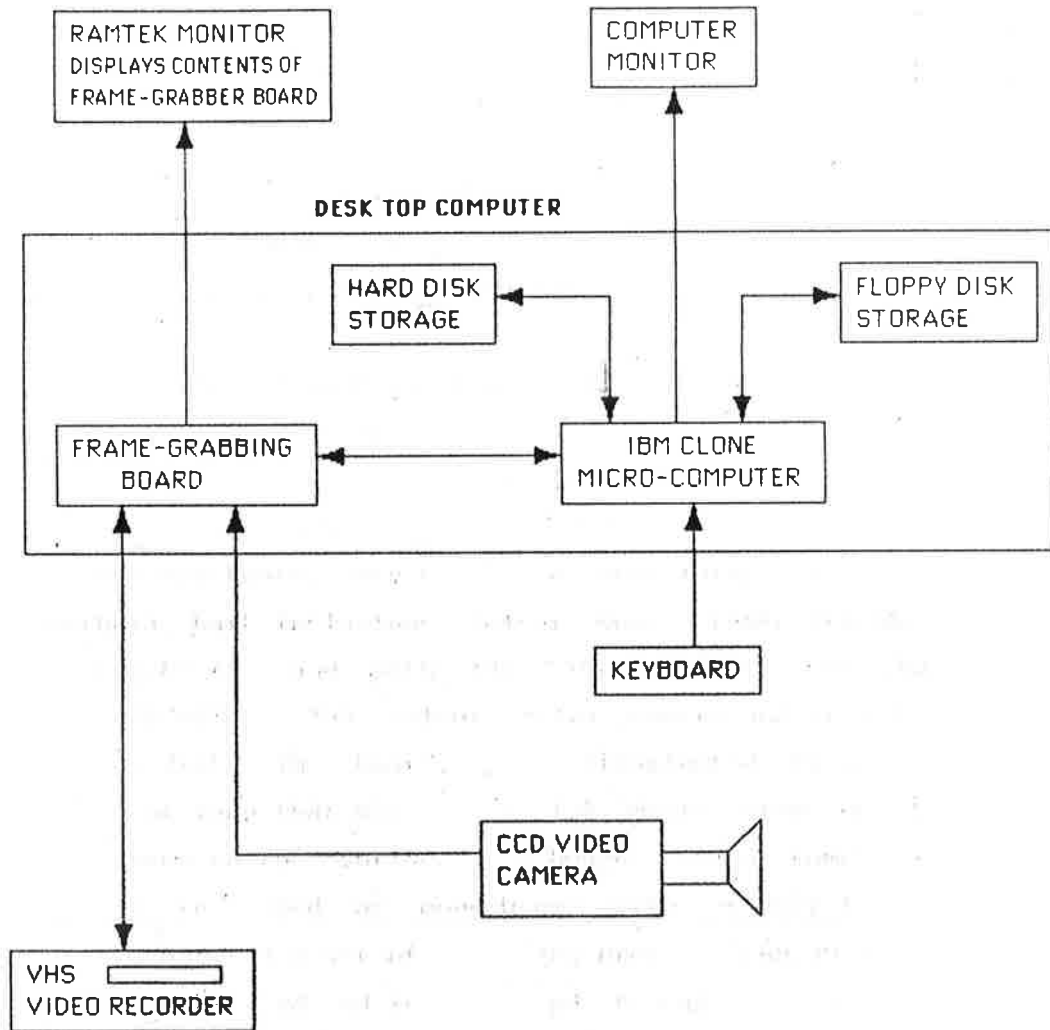 RAMTEK MONITOR
DISPLAYS CONTENTS OF
FRAME-GRABBER BOARD
COMPUTER
MONITOR
DESK TOP COMPUTER
HARD DISK
STORAGE
FLOPPY DISK
STORAGE
FRAME-GRABBING
BOARD
IBM CLONE
MICRO-COMPUTER
KEYBOARD
CCD VIDEO
CAMERA
VHS
VIDEO RECORDER